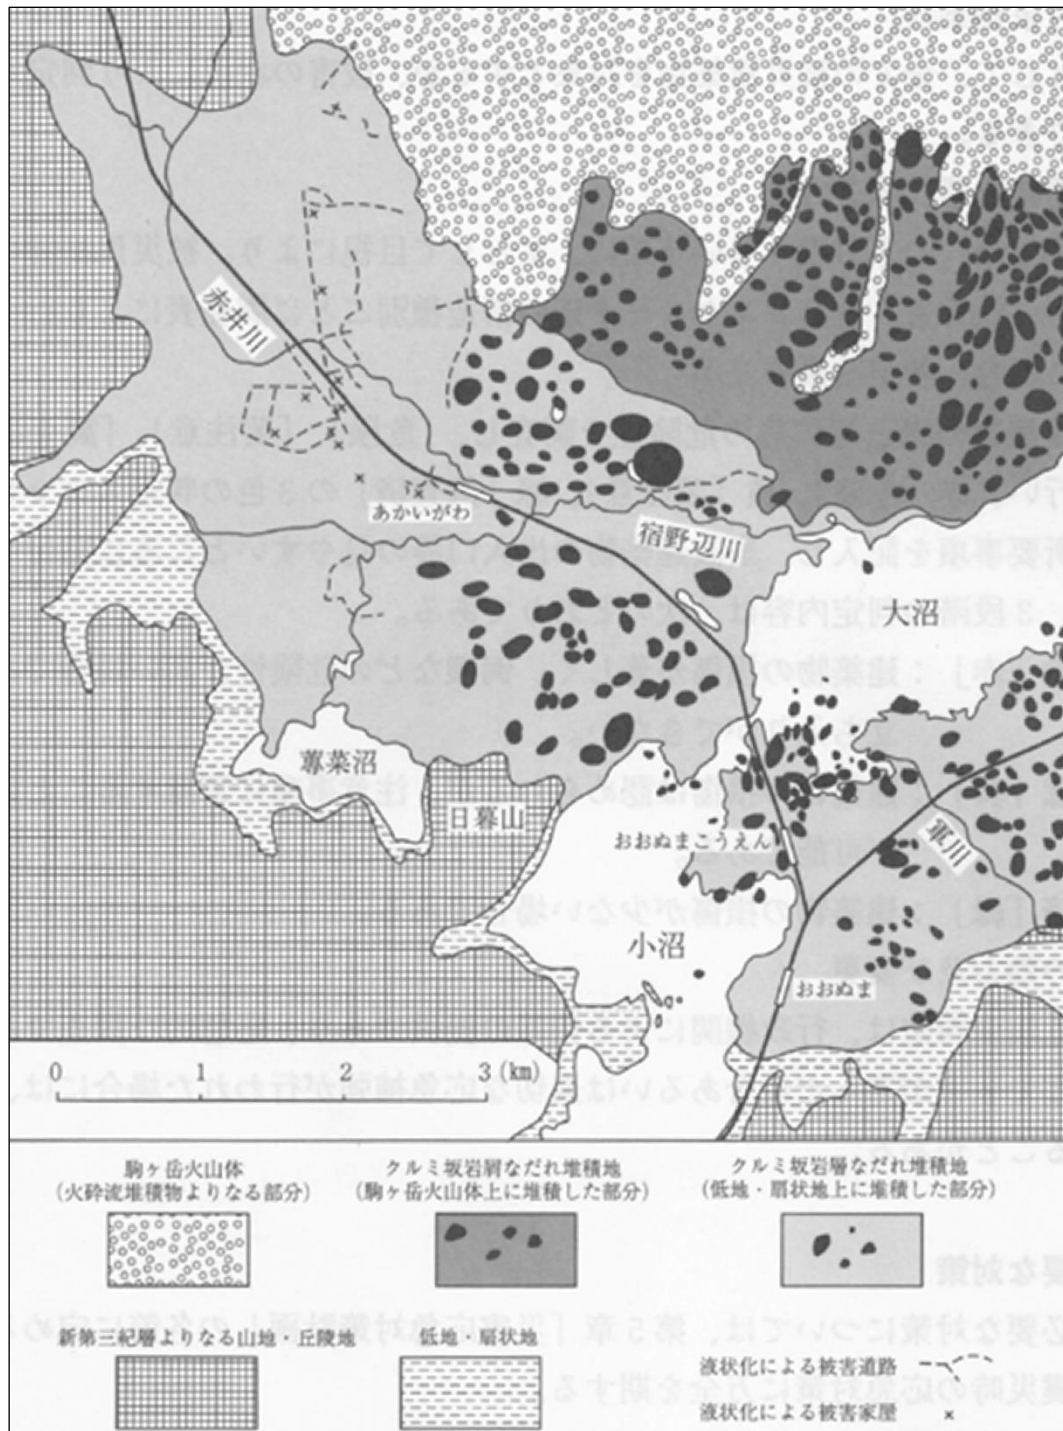 赤井川
あかいがわ
宿野辺川
大沼
蓴菜沼
日暮山
おおぬまこうえん
軍川
小沼
おおぬま
0 1 2 3 (km)
駒ヶ岳火山体
(火砕流堆積物よりなる部分)
クルミ坂岩屑なだれ堆積地
(駒ヶ岳火山体上に堆積した部分)
クルミ坂岩層なだれ堆積地
(低地・扇状地上に堆積した部分)
新第三紀層よりなる山地・丘陵地
低地・扇状地
液状化による被害道路
液状化による被害家屋